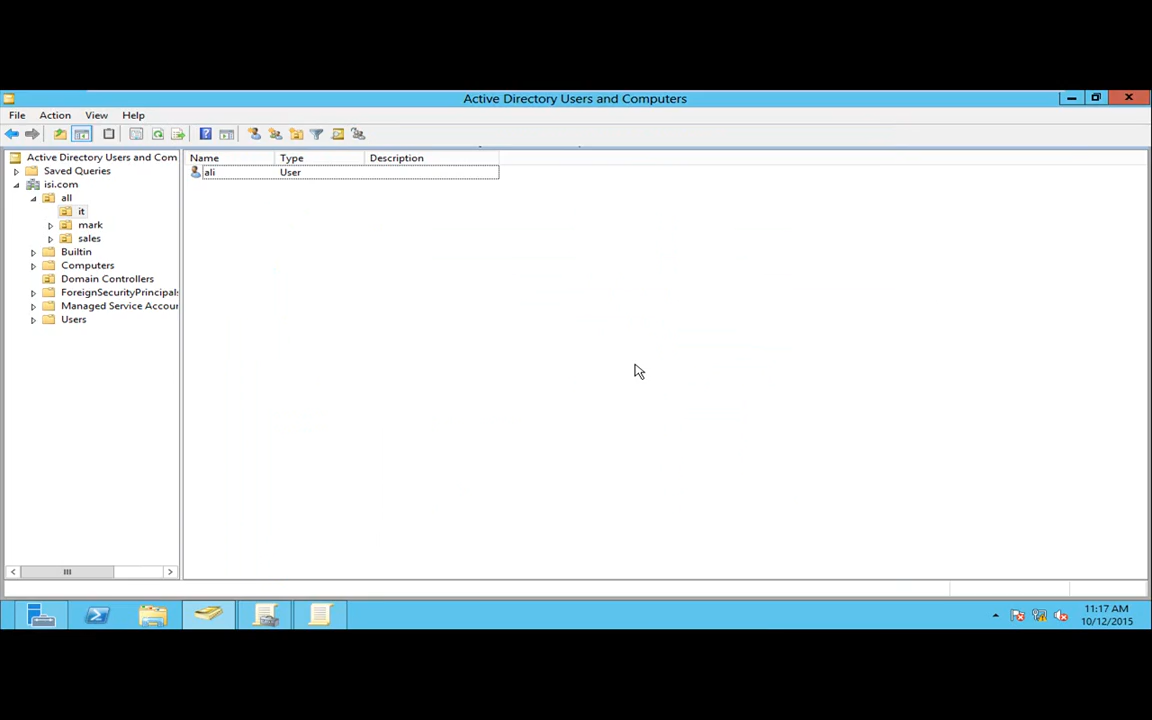 Active Directory Users and Computers
File Action View Help
Active Directory Users and Com
Saved Queries
isi.com
all
it
mark
sales
Builtin
Computers
Domain Controllers
ForeignSecurityPrincipals
Managed Service Accou
Users
Name Type Description
ali User
11:17 AM
10/12/2015